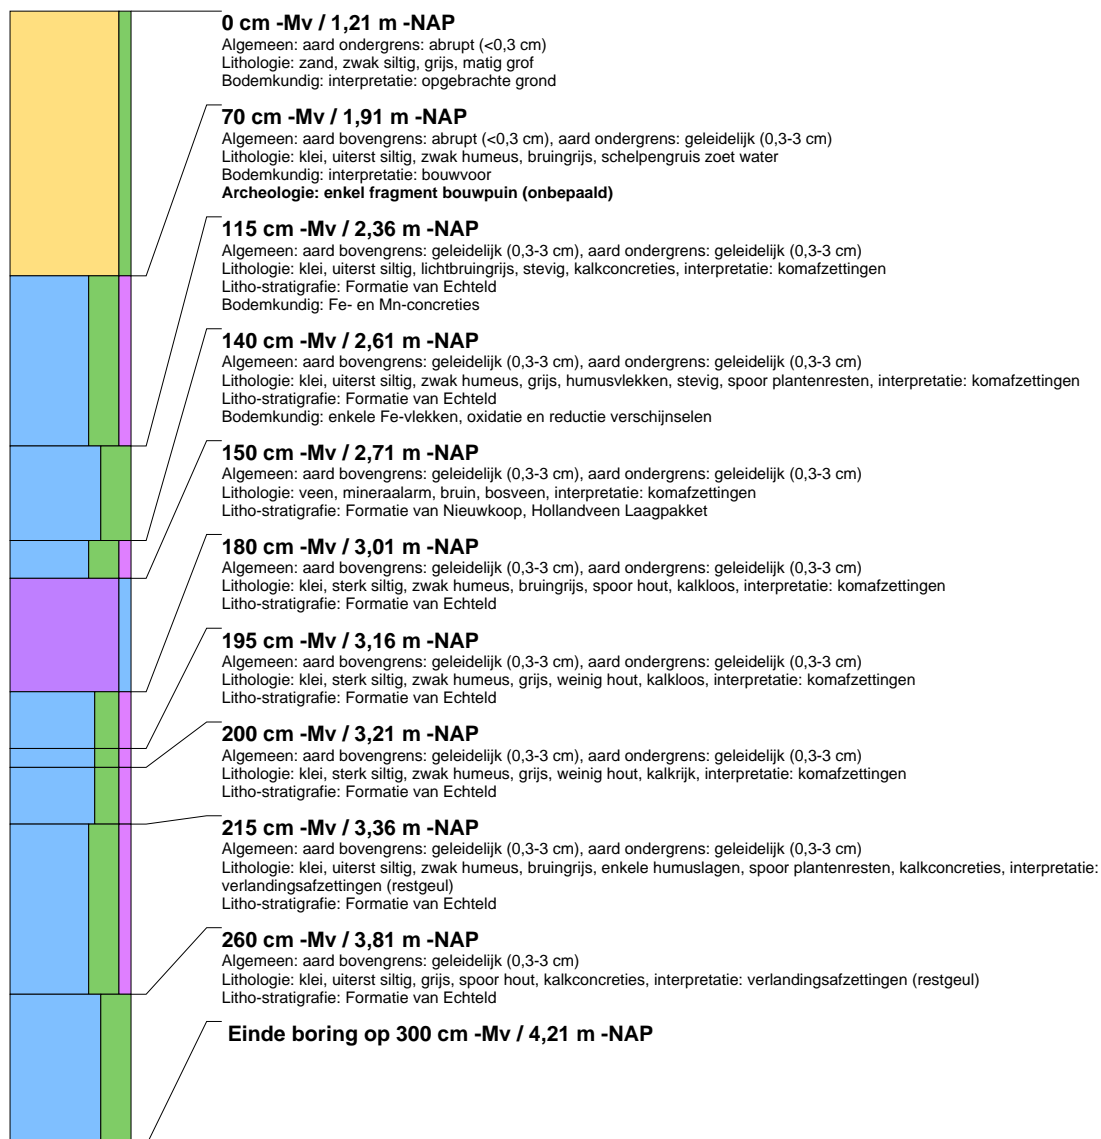 0 cm -Mv / 1,21 m -NAP
Algemeen: aard ondergrens: abrupt (<0,3 cm)
Lithologie: zand, zwak siltig, grijs, matig grof
Bodemkundig: interpretatie: opgebrachte grond
70 cm -Mv / 1,91 m -NAP
Algemeen: aard bovengrens: abrupt (<0,3 cm), aard ondergrens: geleidelijk (0,3-3 cm)
Lithologie: klei, uiterst siltig, zwak humeus, bruingrijs, schelpengruis zoet water
Bodemkundig: interpretatie: bouwvoor
Archeologie: enkel fragment bouwpuin (onbepaald)
115 cm -Mv / 2,36 m -NAP
Algemeen: aard bovengrens: geleidelijk (0,3-3 cm), aard ondergrens: geleidelijk (0,3-3 cm)
Lithologie: klei, uiterst siltig, lichtbruingrijs, stevig, kalkconcreties, interpretatie: komafzettingen
Litho-stratigrafie: Formatie van Echteld
Bodemkundig: Fe- en Mn-concreties
140 cm -Mv / 2,61 m -NAP
Algemeen: aard bovengrens: geleidelijk (0,3-3 cm), aard ondergrens: geleidelijk (0,3-3 cm)
Lithologie: klei, uiterst siltig, zwak humeus, grijs, humusvlekken, stevig, spoor plantenresten, interpretatie: komafzettingen
Litho-stratigrafie: Formatie van Echteld
Bodemkundig: enkele Fe-vlekken, oxidatie en reductie verschijnselen
150 cm -Mv / 2,71 m -NAP
Algemeen: aard bovengrens: geleidelijk (0,3-3 cm), aard ondergrens: geleidelijk (0,3-3 cm)
Lithologie: veen, mineraalarm, bruin, bosveen, interpretatie: komafzettingen
Litho-stratigrafie: Formatie van Nieuwkoop, Hollandveen Laagpakket
180 cm -Mv / 3,01 m -NAP
Algemeen: aard bovengrens: geleidelijk (0,3-3 cm), aard ondergrens: geleidelijk (0,3-3 cm)
Lithologie: klei, sterk siltig, zwak humeus, bruingrijs, spoor hout, kalkloos, interpretatie: komafzettingen
Litho-stratigrafie: Formatie van Echteld
195 cm -Mv / 3,16 m -NAP
Algemeen: aard bovengrens: geleidelijk (0,3-3 cm), aard ondergrens: geleidelijk (0,3-3 cm)
Lithologie: klei, sterk siltig, zwak humeus, grijs, weinig hout, kalkloos, interpretatie: komafzettingen
Litho-stratigrafie: Formatie van Echteld
200 cm -Mv / 3,21 m -NAP
Algemeen: aard bovengrens: geleidelijk (0,3-3 cm), aard ondergrens: geleidelijk (0,3-3 cm)
Lithologie: klei, sterk siltig, zwak humeus, grijs, weinig hout, kalkrijk, interpretatie: komafzettingen
Litho-stratigrafie: Formatie van Echteld
215 cm -Mv / 3,36 m -NAP
Algemeen: aard bovengrens: geleidelijk (0,3-3 cm), aard ondergrens: geleidelijk (0,3-3 cm)
Lithologie: klei, uiterst siltig, zwak humeus, bruingrijs, enkele humuslagen, spoor plantenresten, kalkconcreties, interpretatie:
verlandingsafzettingen (restgeul)
Litho-stratigrafie: Formatie van Echteld
260 cm -Mv / 3,81 m -NAP
Algemeen: aard bovengrens: geleidelijk (0,3-3 cm)
Lithologie: klei, uiterst siltig, grijs, spoor hout, kalkconcreties, interpretatie: verlandingsafzettingen (restgeul)
Litho-stratigrafie: Formatie van Echteld
Einde boring op 300 cm -Mv / 4,21 m -NAP